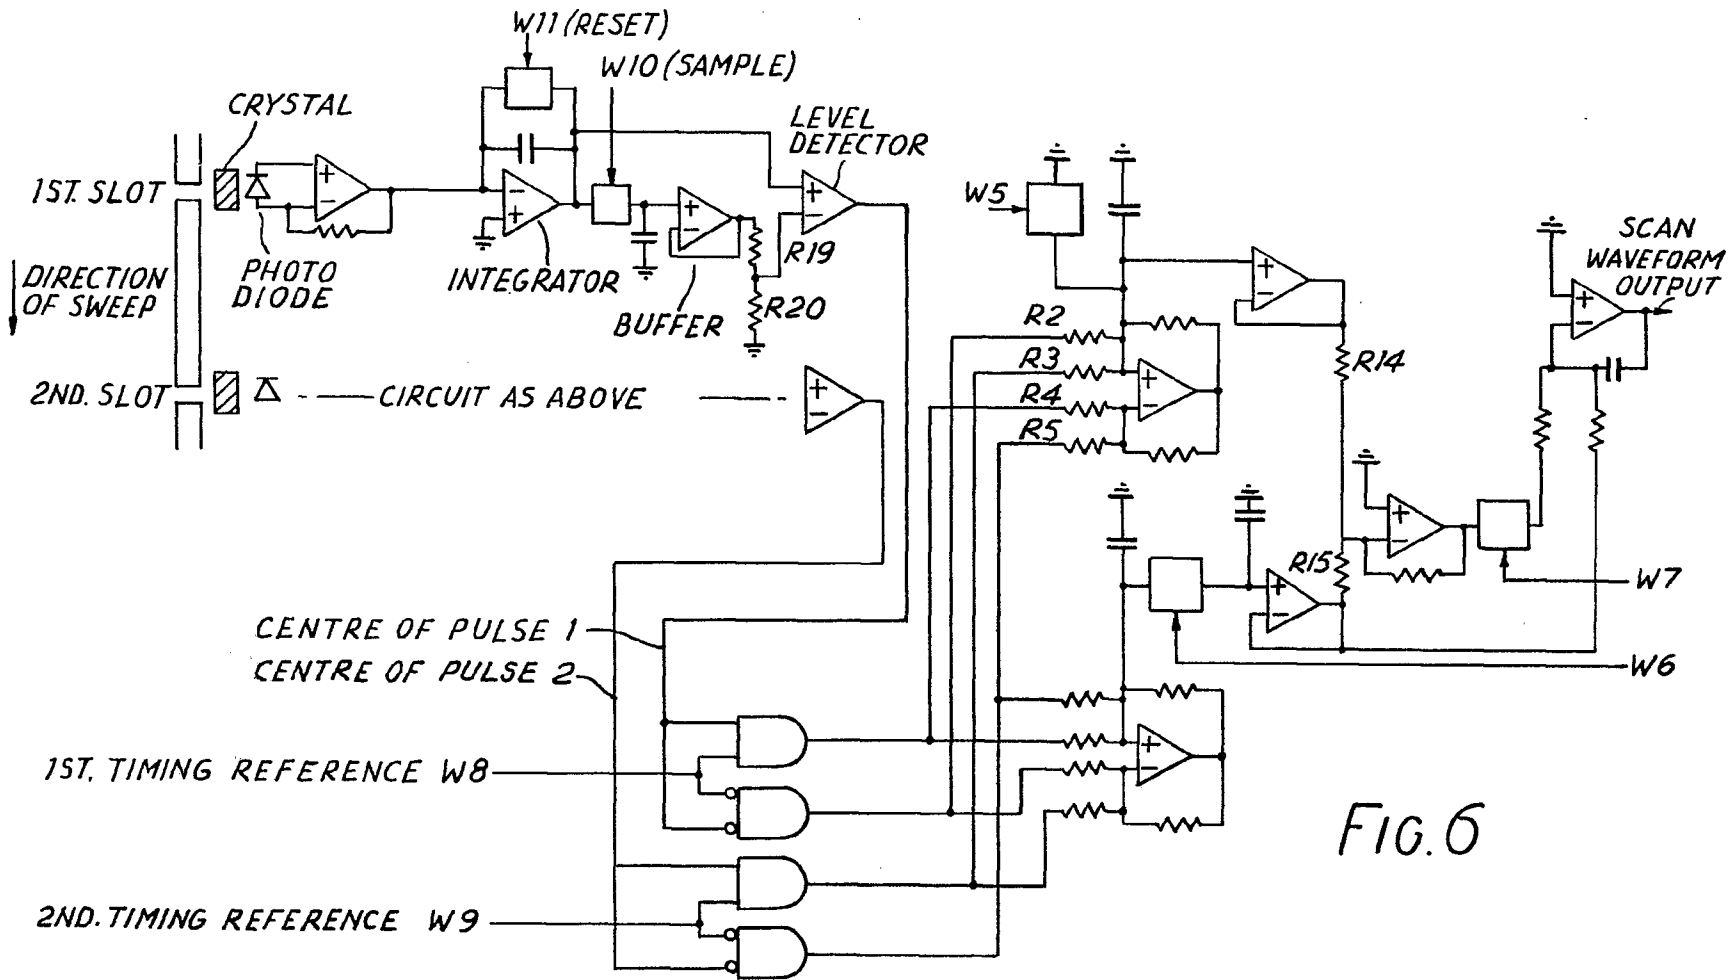 W11 (RESET)
W10 (SAMPLE)
CRYSTAL
LEVEL
DETECTOR
1ST. SLOT
+
-
-
+
+
-
+
-
W5
SCAN
WAVEFORM
OUTPUT
DIRECTION
OF SWEEP
PHOTO
DIODE
INTEGRATOR
BUFFER
R19
R20
+
-
+
-
R2
R3
R4
R5
R14
+
-
2ND. SLOT
CIRCUIT AS ABOVE
+
-
+
-
R15
+
-
W7
W6
CENTRE OF PULSE 1
CENTRE OF PULSE 2
+
-
1ST. TIMING REFERENCE W8
2ND. TIMING REFERENCE W9
FIG. 6